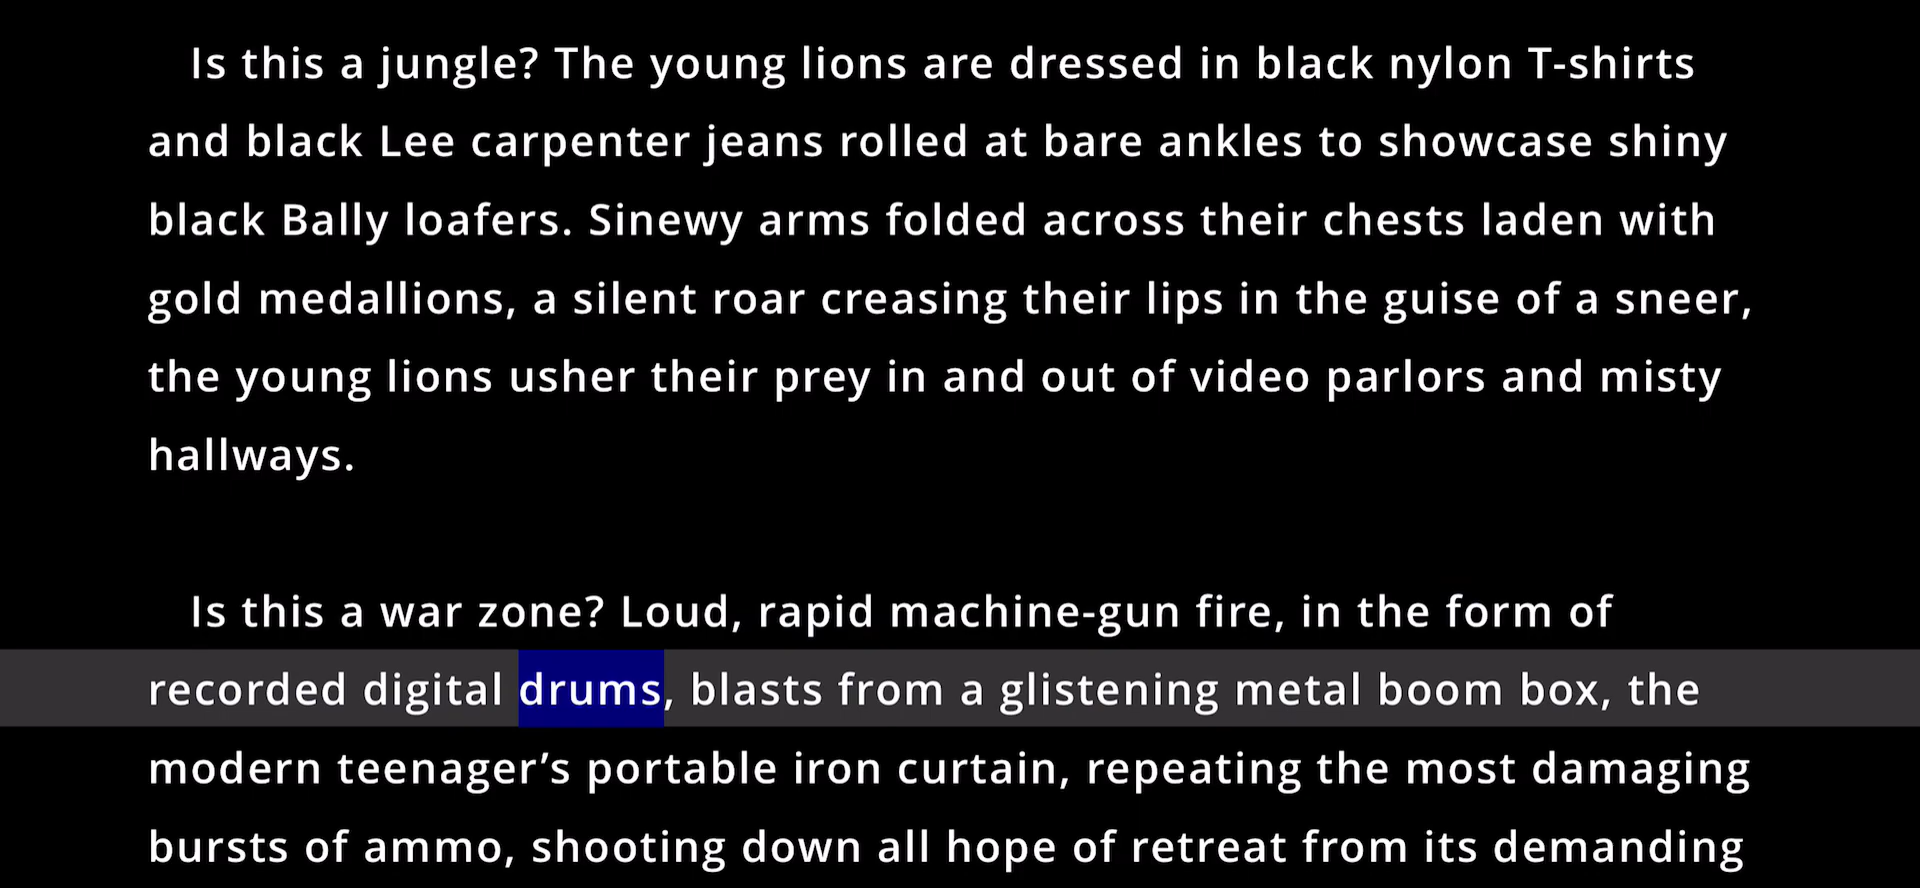 Is this a jungle? The young lions are dressed in black nylon T-shirts
and black Lee carpenter jeans rolled at bare ankles to showcase shiny
black Bally loafers. Sinewy arms folded across their chests laden with
gold medallions, a silent roar creasing their lips in the guise of a sneer,
the young lions usher their prey in and out of video parlors and misty
hallways.
Is this a war zone? Loud, rapid machine-gun fire, in the form of
recorded digital drums, blasts from a glistening metal boom box, the
modern teenager’s portable iron curtain, repeating the most damaging
bursts of ammo, shooting down all hope of retreat from its demanding